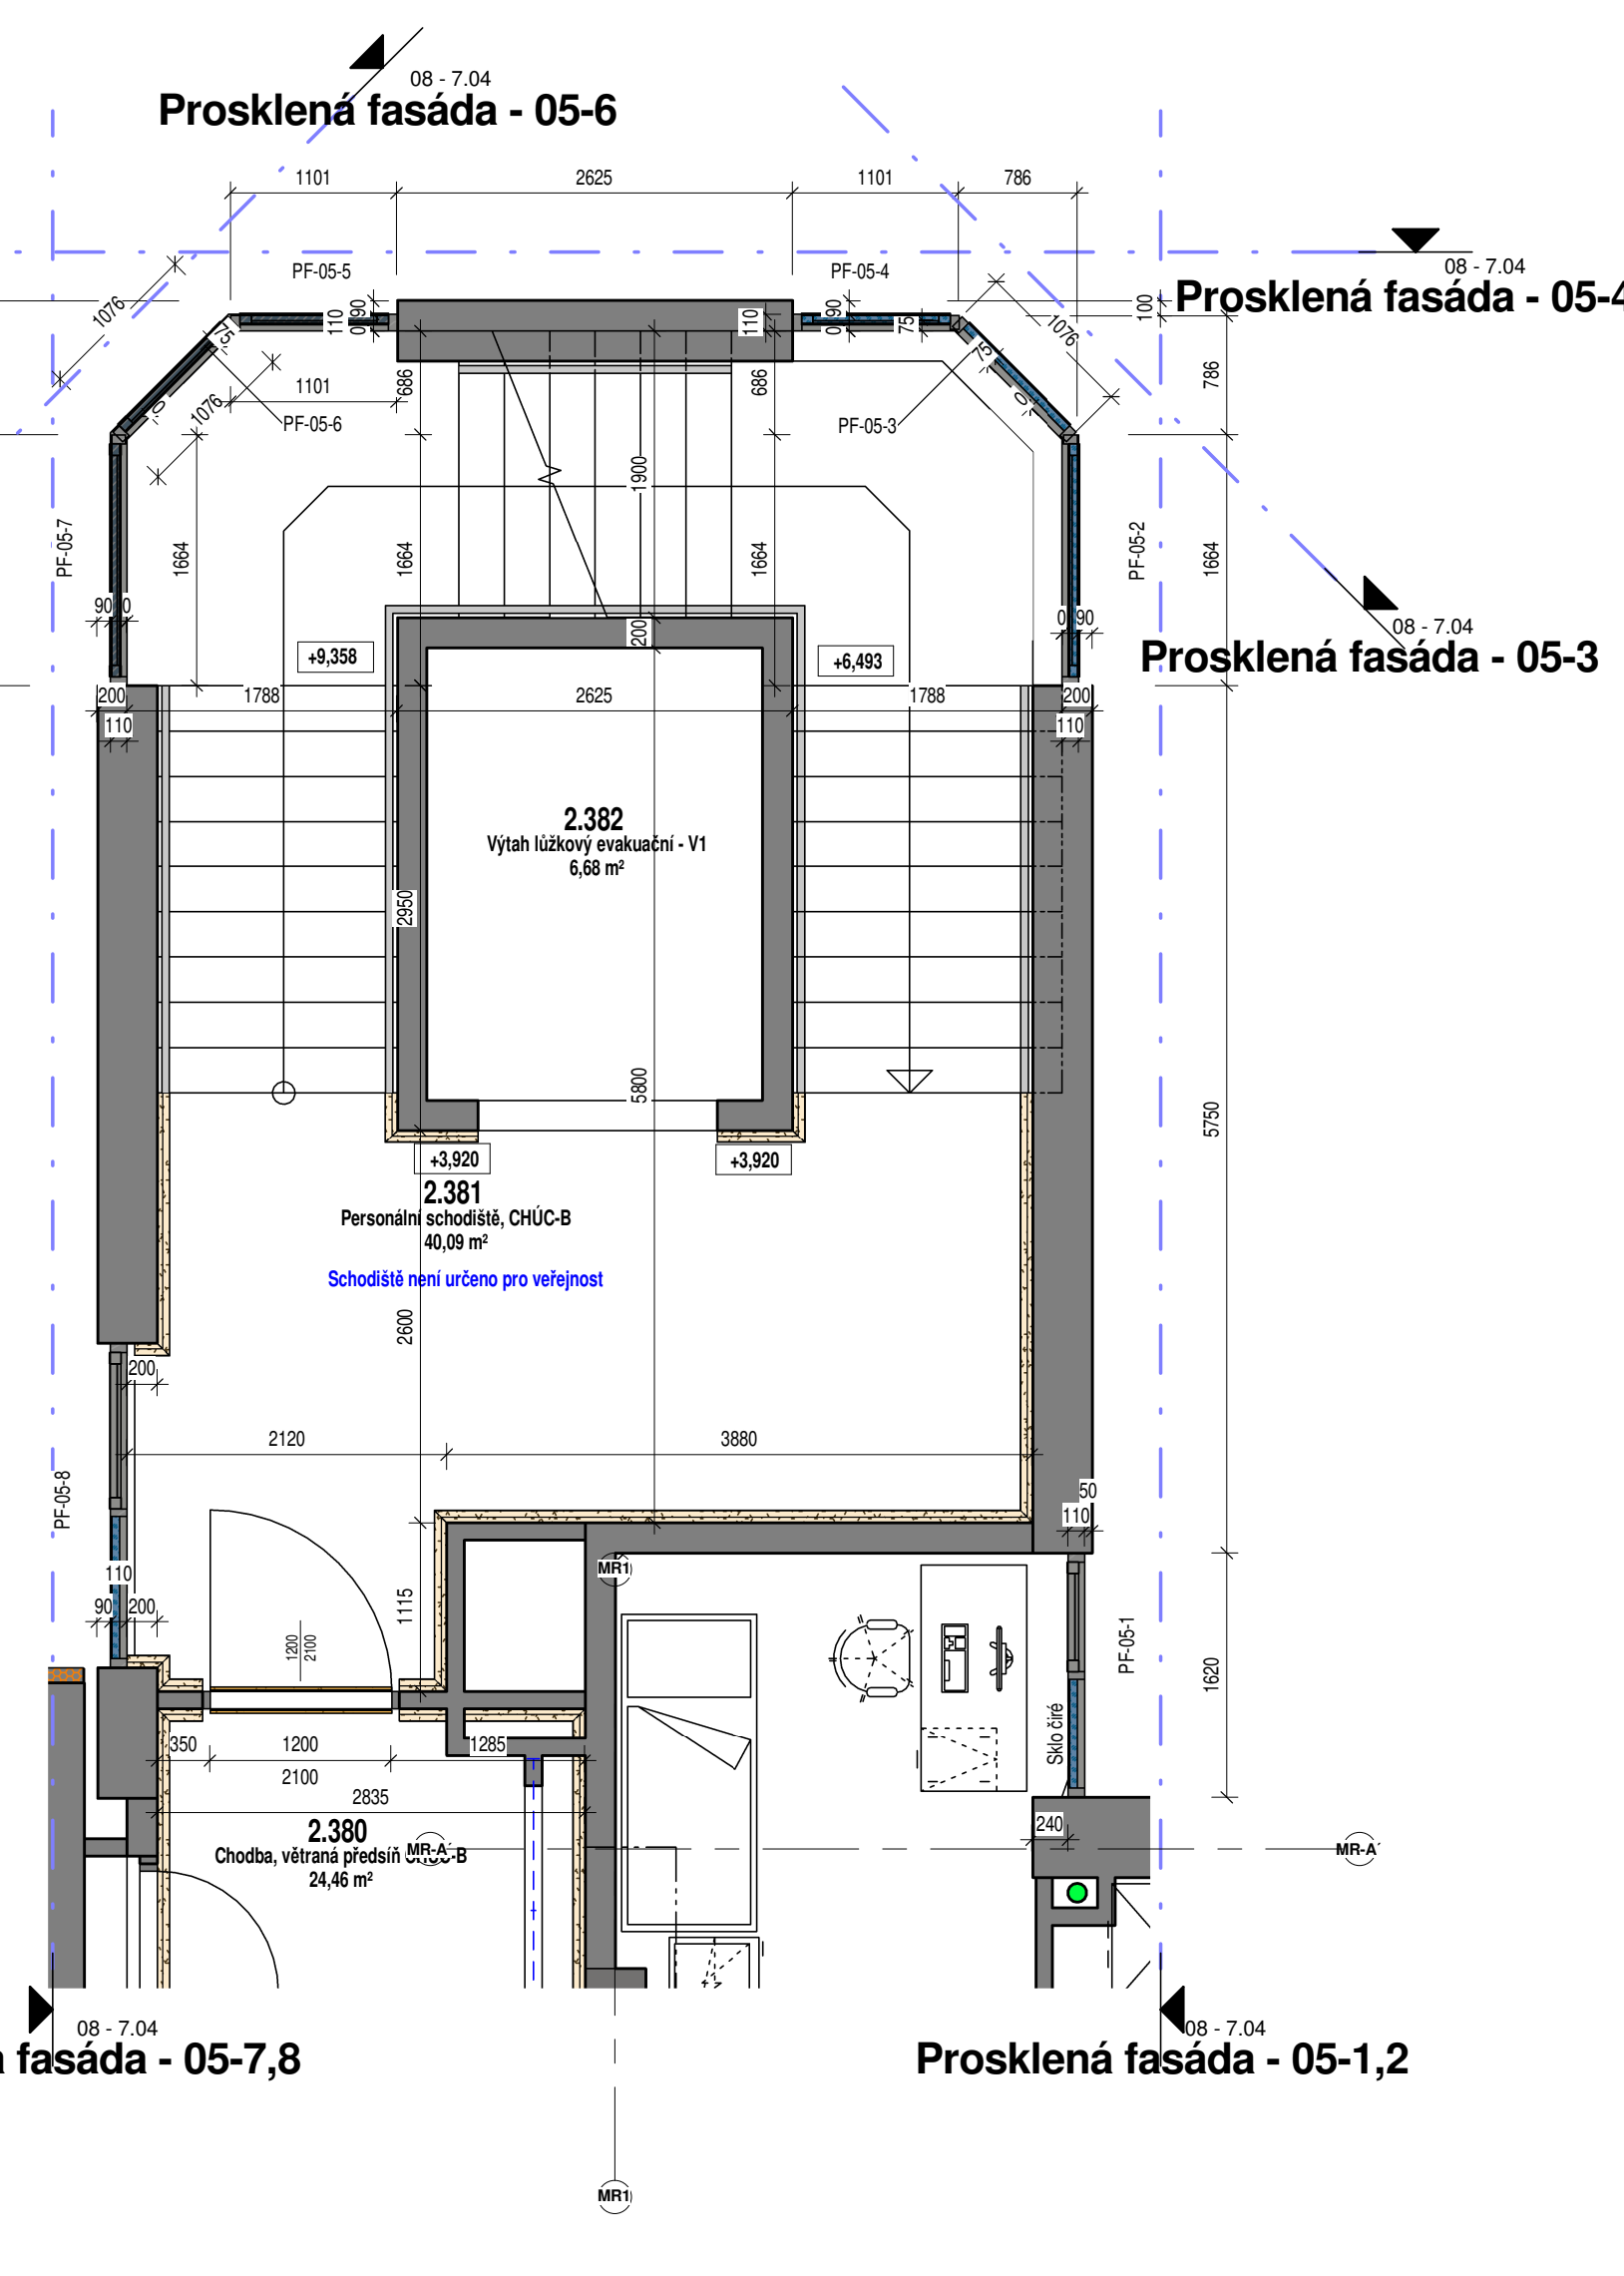 08 - 7.04
Prosklená fasáda - 05-6
1101
2625
1101
786
08 - 7.04
Prosklená fasáda - 05-4
PF-05-5
PF-05-4
1076
110
90
110
90
75
100
1076
75
75
786
1101
686
686
1076
PF-05-6
PF-05-3
1900
PF-05-7
1664
1664
1664
PF-05-2
1664
90
90
08 - 7.04
Prosklená fasáda - 05-3
+9,358
200
+6,493
200
1788
2625
1788
200
110
110
2.382
Výtah lůžkový evakuační - V1
6,68 m²
2950
5800
5750
+3,920
+3,920
2.381
Personální schodiště, CHÚC-B
40,09 m²
Schodiště není určeno pro veřejnost
2600
200
2120
3880
PF-05-8
50
110
110
MR1
90
200
1115
1200
2100
PF-05-1
1620
Sklo čiré
350
1200
1285
2100
2835
240
2.380
Chodba, větraná předsíň CHÚC-B
24,46 m²
MR-A´
MR-A´
08 - 7.04
fasáda - 05-7,8
08 - 7.04
Prosklená fasáda - 05-1,2
MR1